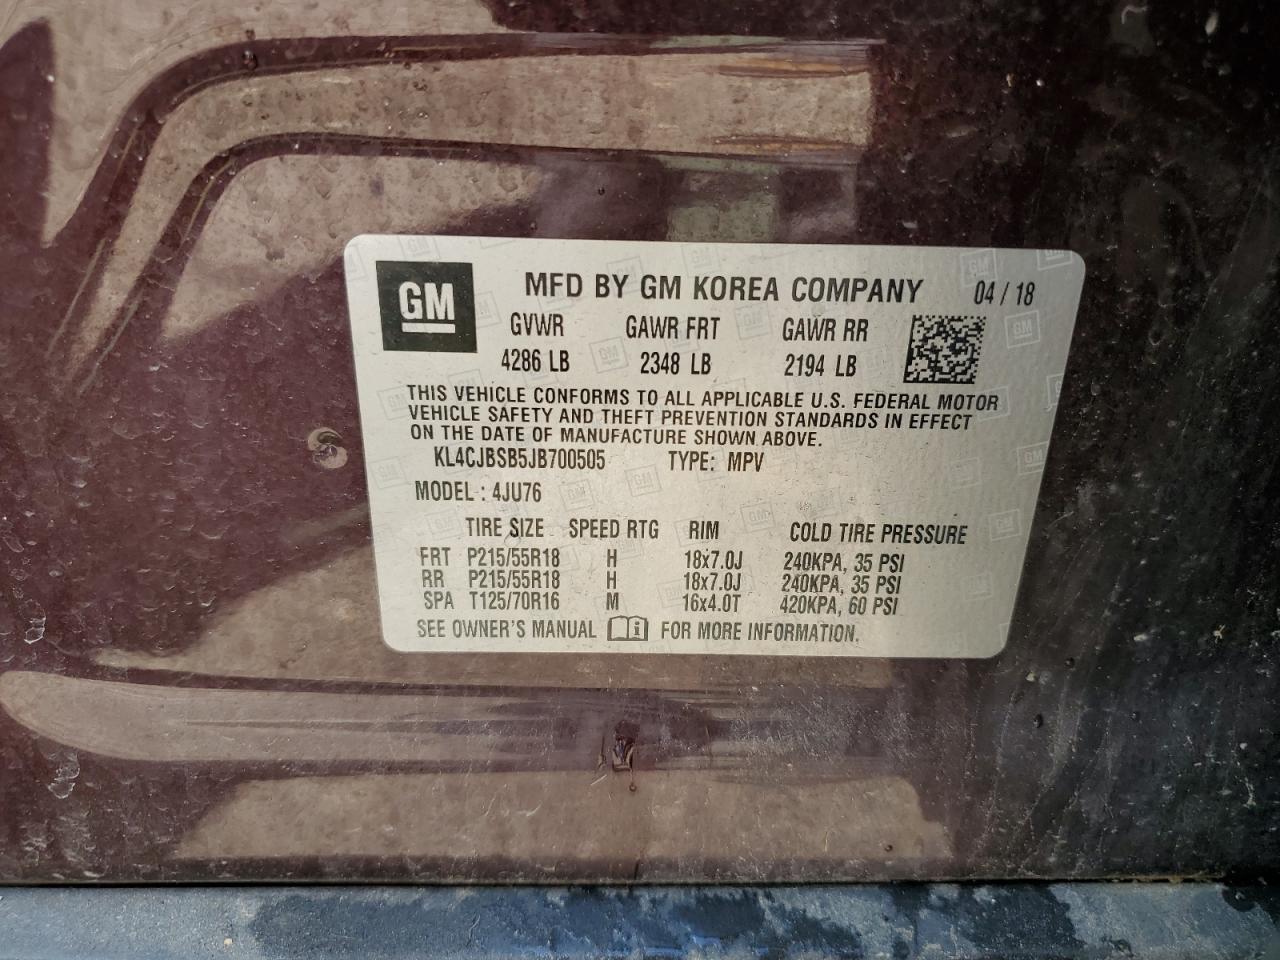 GM
MFD BY GM KOREA COMPANY 04 / 18
GVWR GAWR FRT GAWR RR
4286 LB 2348 LB 2194 LB
THIS VEHICLE CONFORMS TO ALL APPLICABLE U.S. FEDERAL MOTOR
VEHICLE SAFETY AND THEFT PREVENTION STANDARDS IN EFFECT
ON THE DATE OF MANUFACTURE SHOWN ABOVE.
KL4CJBSB5JB700505 TYPE: MPV
MODEL : 4JU76
TIRE SIZE SPEED RTG RIM COLD TIRE PRESSURE
FRT P215/55R18 H 18x7.0J 240KPA, 35 PSI
RR P215/55R18 H 18x7.0J 240KPA, 35 PSI
SPA T125/70R16 M 16x4.0T 420KPA, 60 PSI
SEE OWNER'S MANUAL FOR MORE INFORMATION.